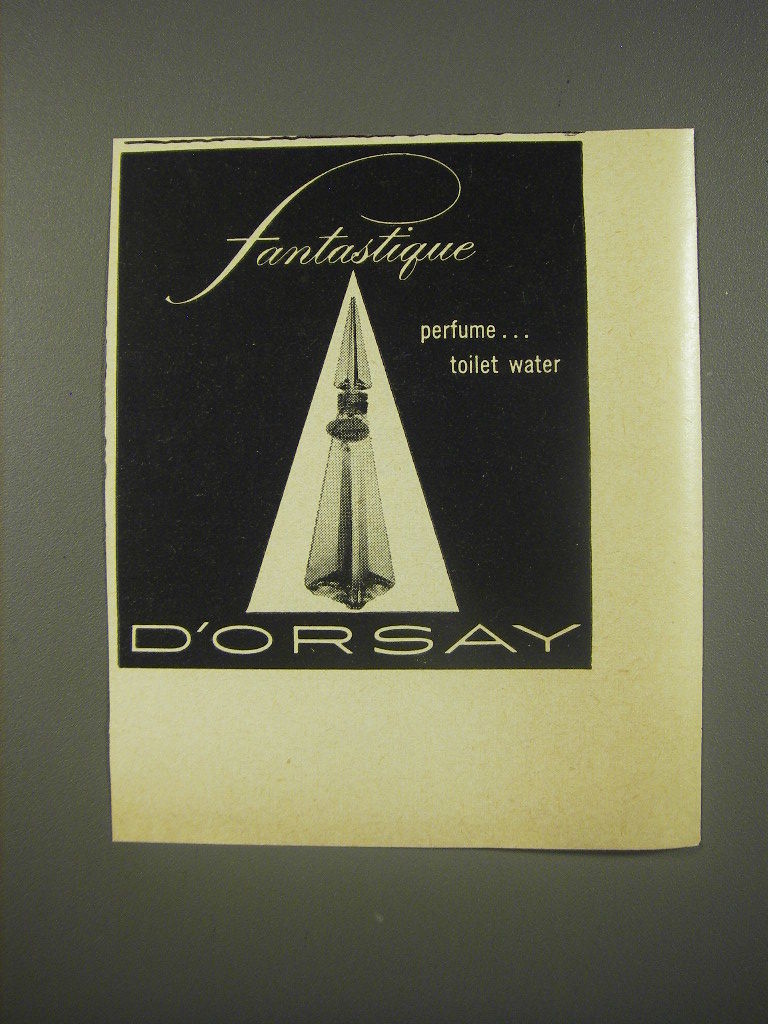 fantastique
perfume...
toilet water
D'ORSAY